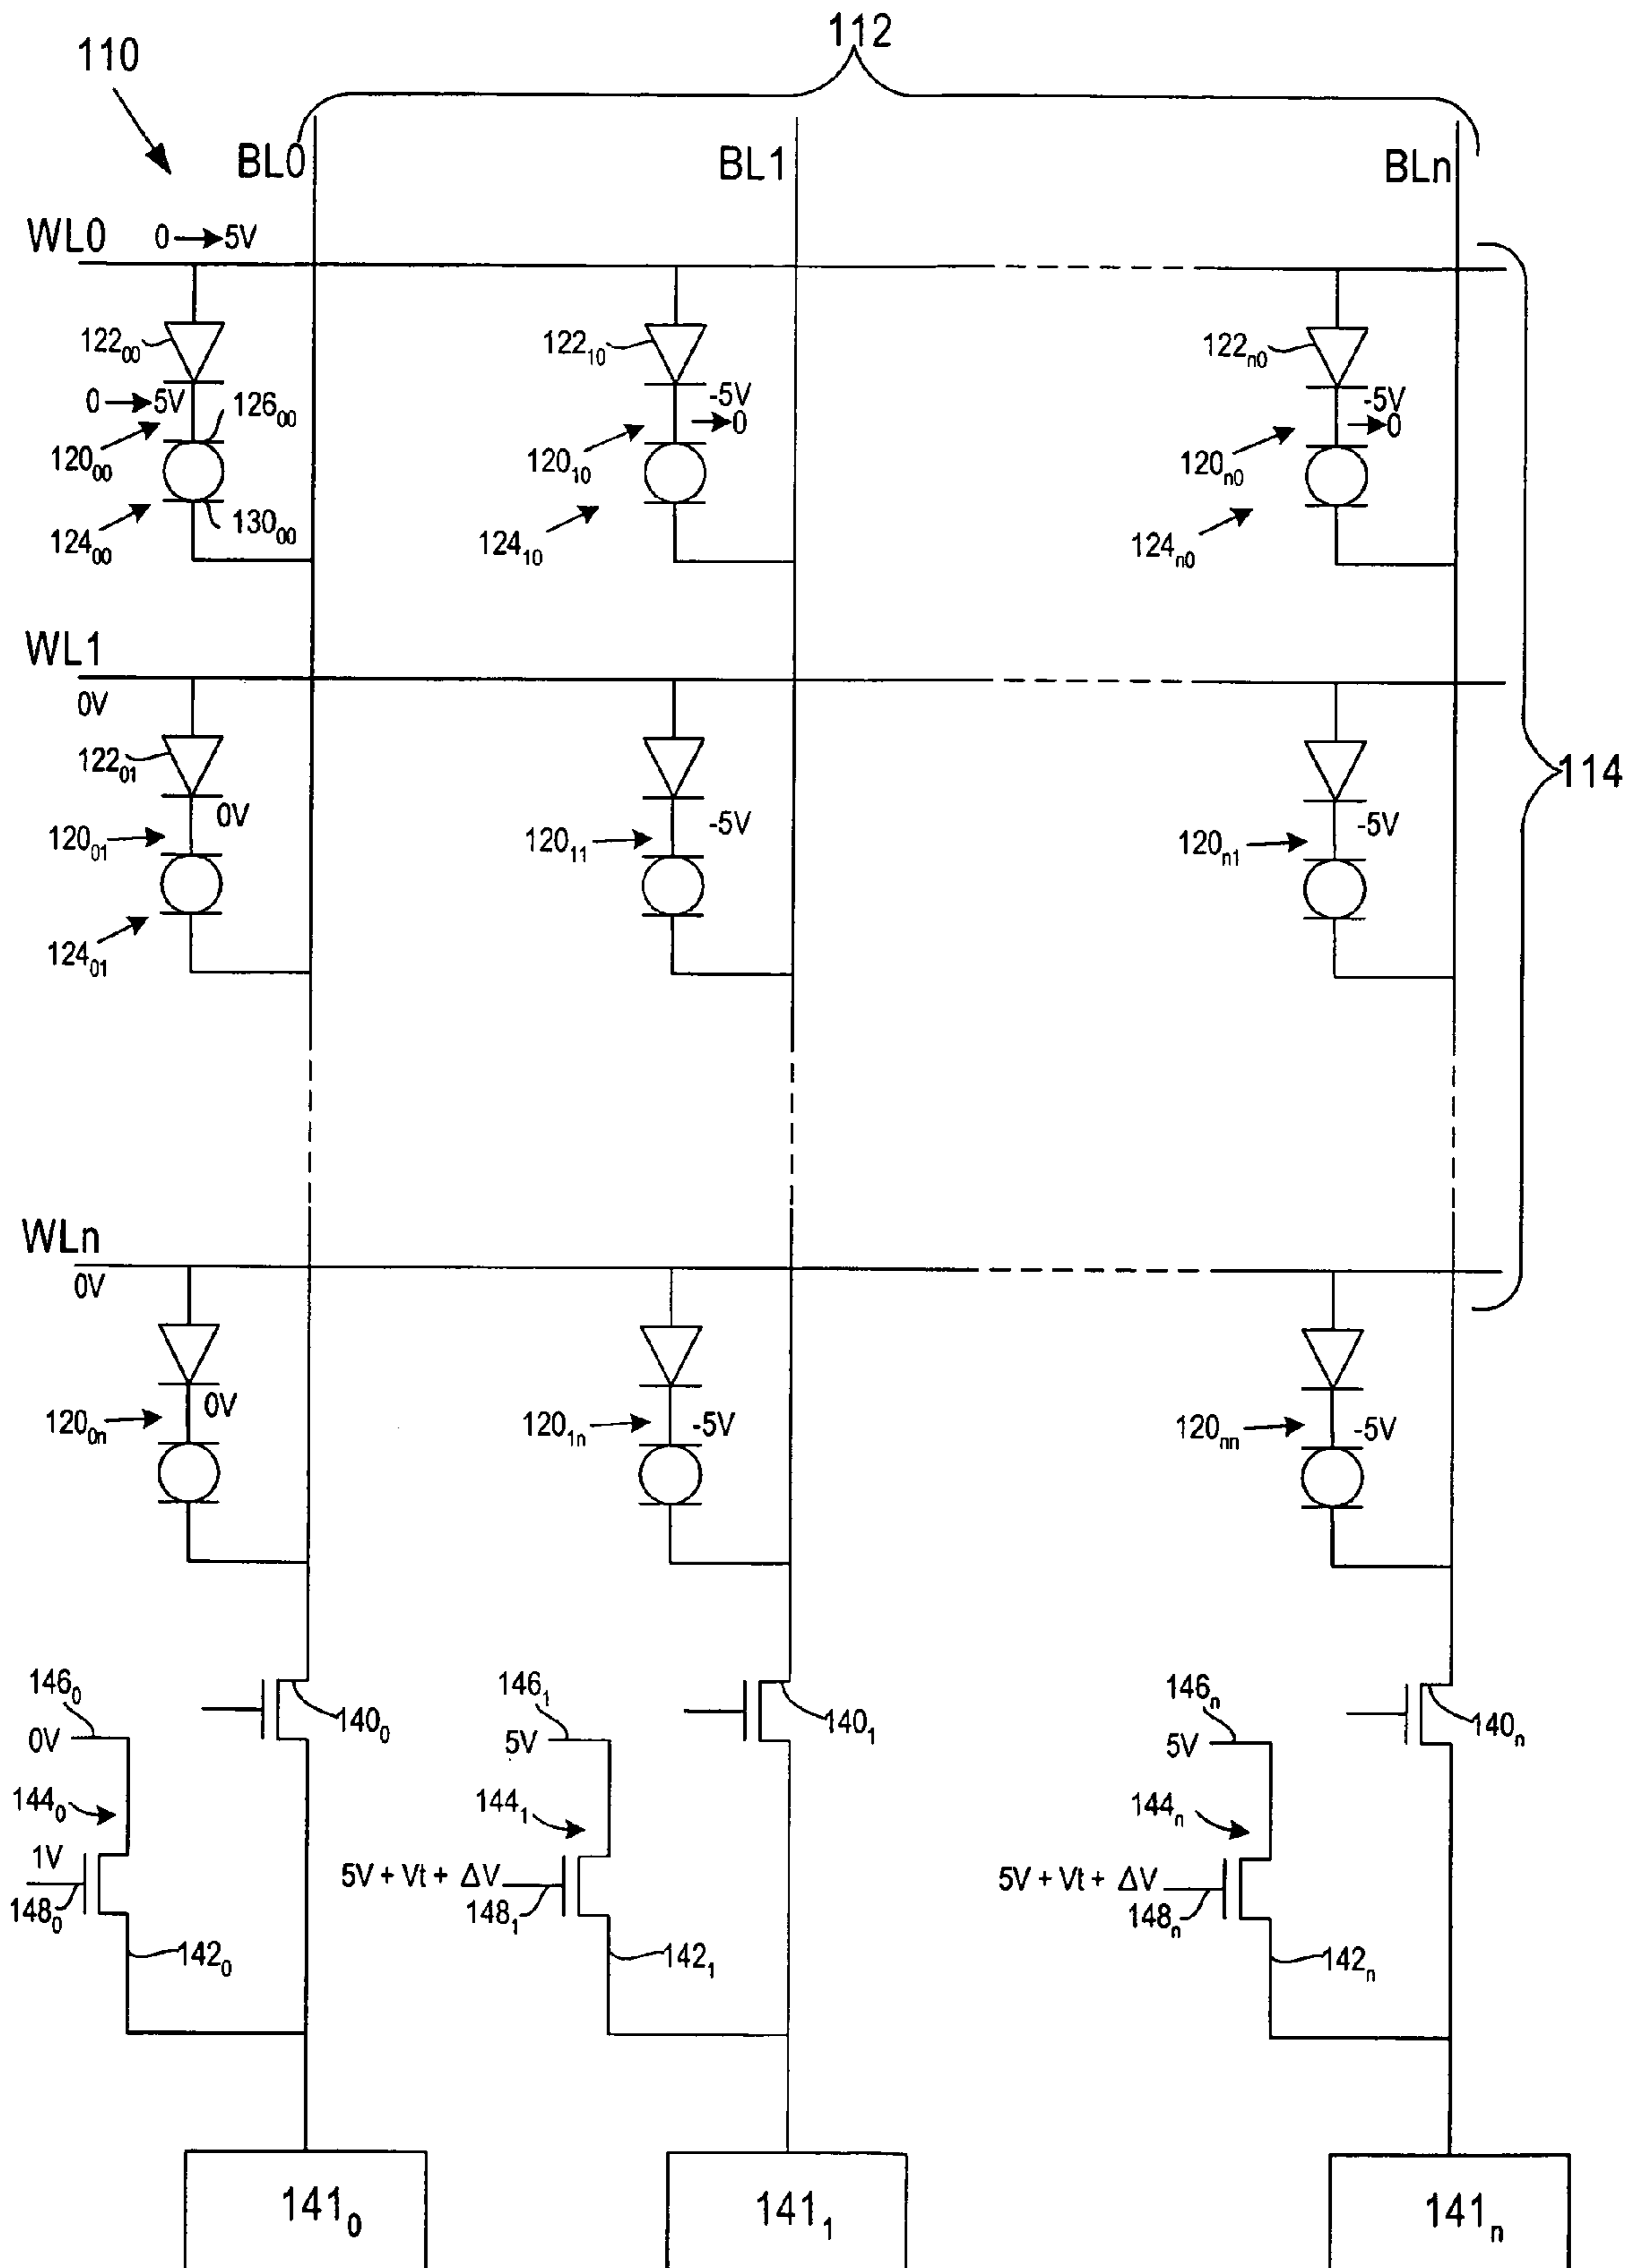 112
110
BL0 BL1 BLn
WL0 0→5V
122₀₀ 122₁₀ 122ₙ₀
0→5V 126₀₀ -5V →0 -5V →0
120₀₀ 120₁₀ 120ₙ₀
124₀₀ 130₀₀ 124₁₀ 124ₙ₀
WL1
0V
122₀₁ 114
0V -5V -5V
120₀₁ 120₁₁ 120ₙ₁
124₀₁
WLn
0V
0V -5V -5V
120₀ₙ 120₁ₙ 120ₙₙ
146₀ 146₁ 146ₙ
0V 140₀ 5V 140₁ 5V 140ₙ
144₀ 144₁ 144ₙ
1V 5V + Vt + ΔV 5V + Vt + ΔV
148₀ 148₁ 148ₙ
142₀ 142₁ 142ₙ
141₀ 141₁ 141ₙ